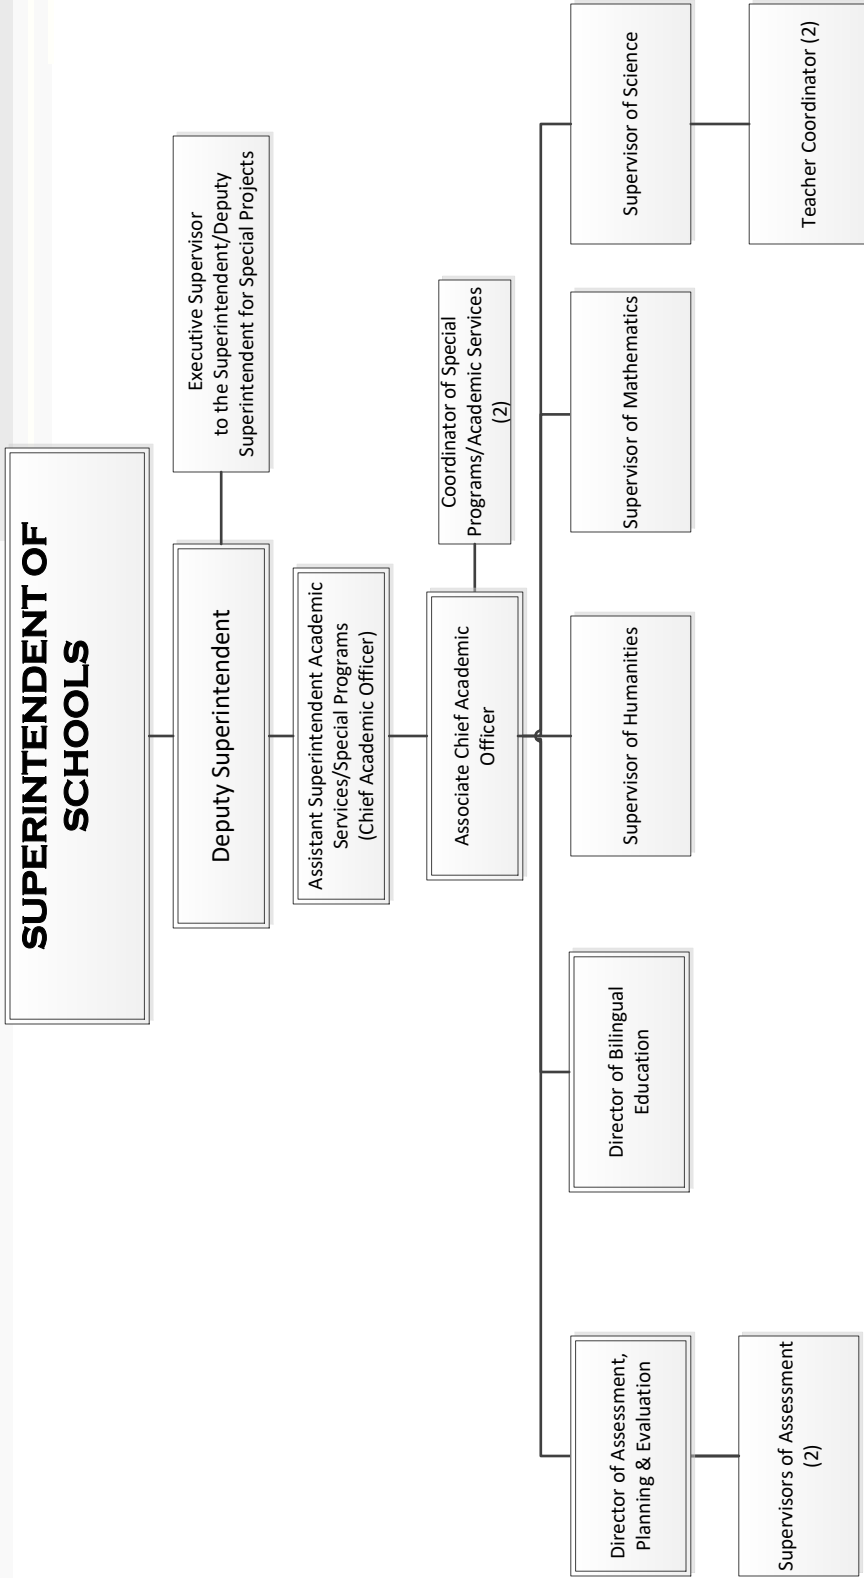 SUPERINTENDENT OF
SCHOOLS
Deputy Superintendent
Executive Supervisor
to the Superintendent/Deputy
Superintendent for Special Projects
Assistant Superintendent Academic
Services/Special Programs
(Chief Academic Officer)
Associate Chief Academic
Officer
Coordinator of Special
Programs/Academic Services
(2)
Director of Assessment,
Planning & Evaluation
Director of Bilingual
Education
Supervisor of Humanities
Supervisor of Mathematics
Supervisor of Science
Supervisors of Assessment
(2)
Teacher Coordinator (2)